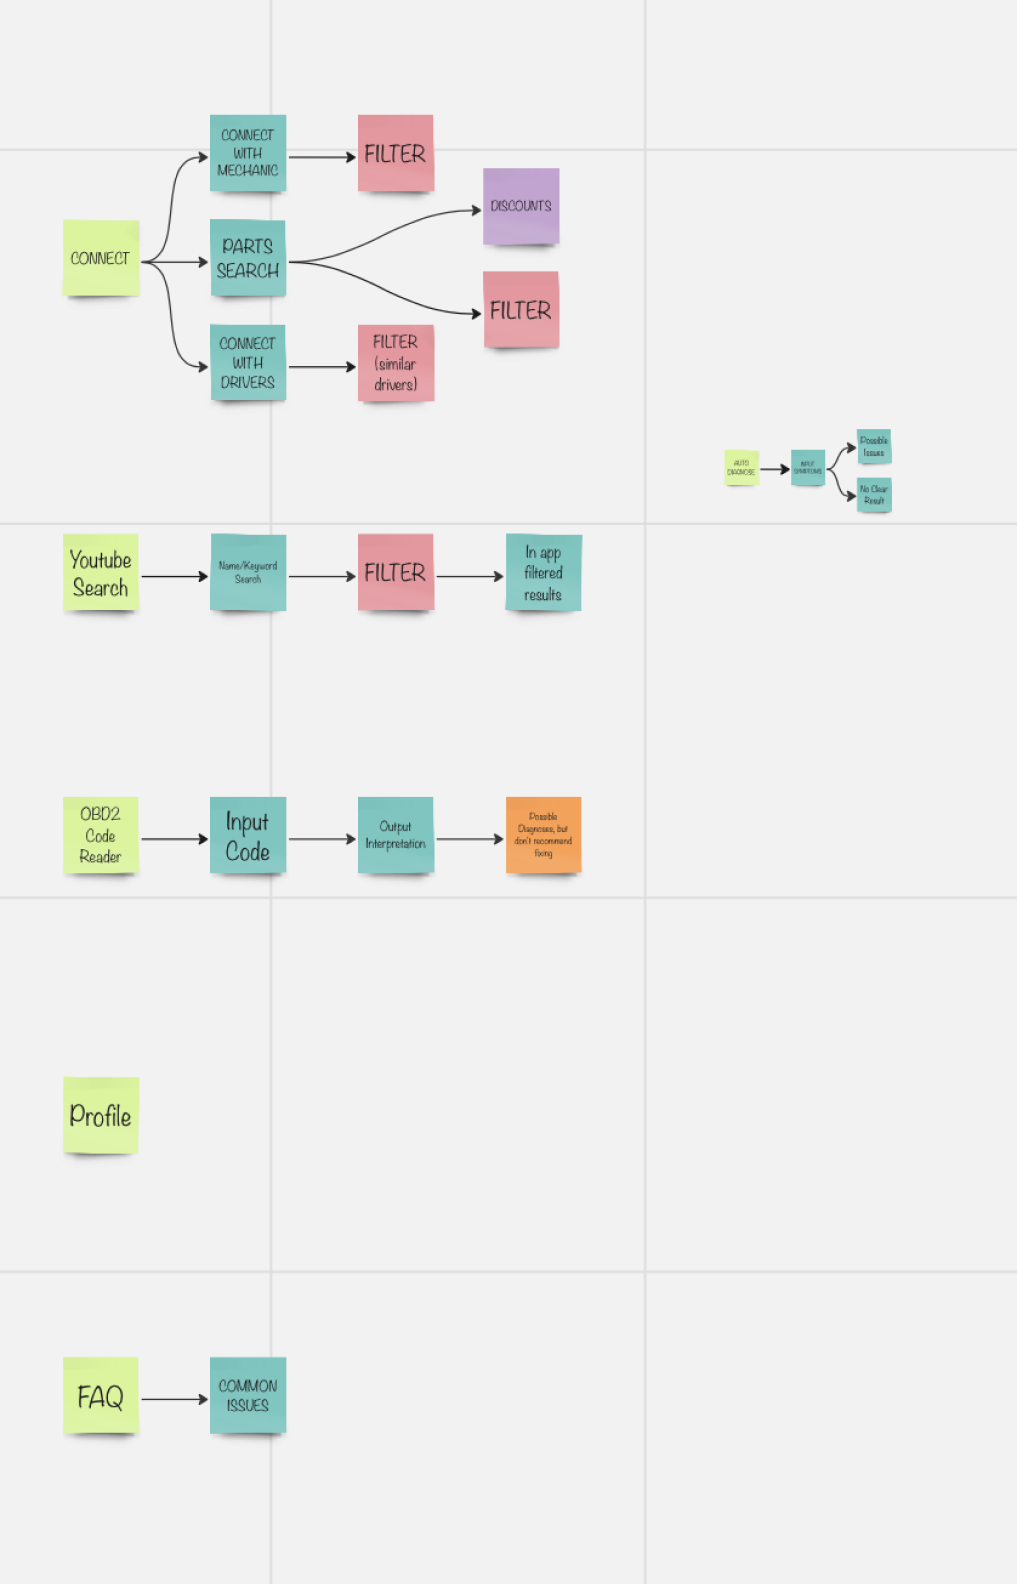 CONNECT
WITH
MECHANIC
FILTER
DISCOUNTS
CONNECT
PARTS
SEARCH
FILTER
CONNECT
WITH
DRIVERS
FILTER
(similar
drivers)
AUTO
DIAGNOSE
INPUT
SYMPTOMS
Possible
Issues
No Clear
Result
Youtube
Search
Name/Keyword
Search
FILTER
In app
filtered
results
OBD2
Code
Reader
Input
Code
Output
Interpretation
Possible
Diagnoses, but
don't recommend
fixing
Profile
FAQ
COMMON
ISSUES